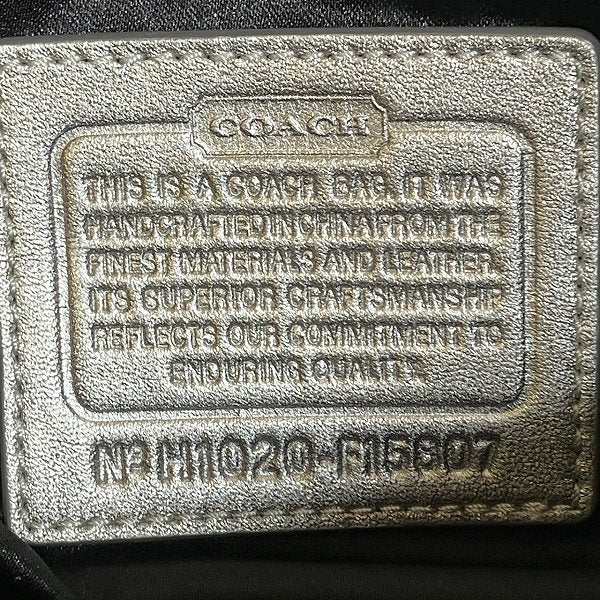 COACH
THIS IS A COACH BAG. IT WAS
HANDCRAFTED IN CHINA FROM THE
FINEST MATERIALS AND LEATHER.
ITS SUPERIOR CRAFTSMANSHIP
REFLECTS OUR COMMITMENT TO
ENDURING QUALITY.
Nº H1020-F15807